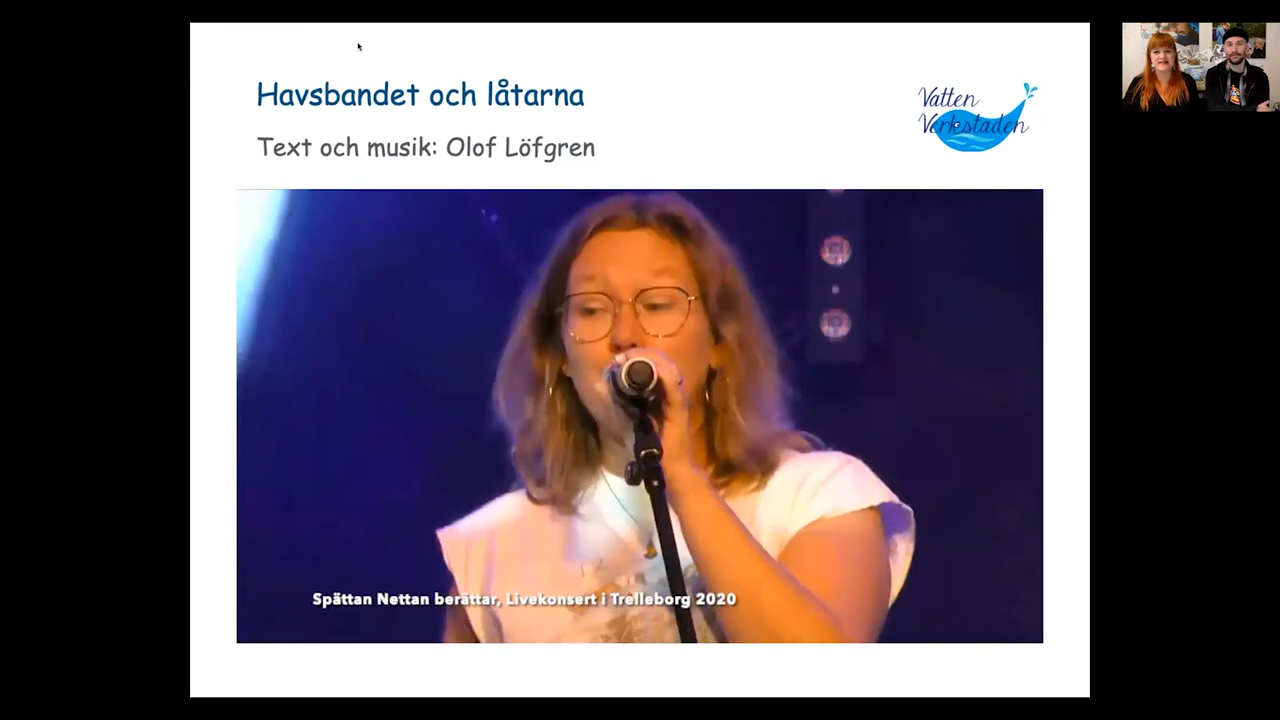 Havsbandet och låtarna
Text och musik: Olof Löfgren
Vatten
Verkstaden
Spättan Nettan berättar, Livekonsert i Trelleborg 2020